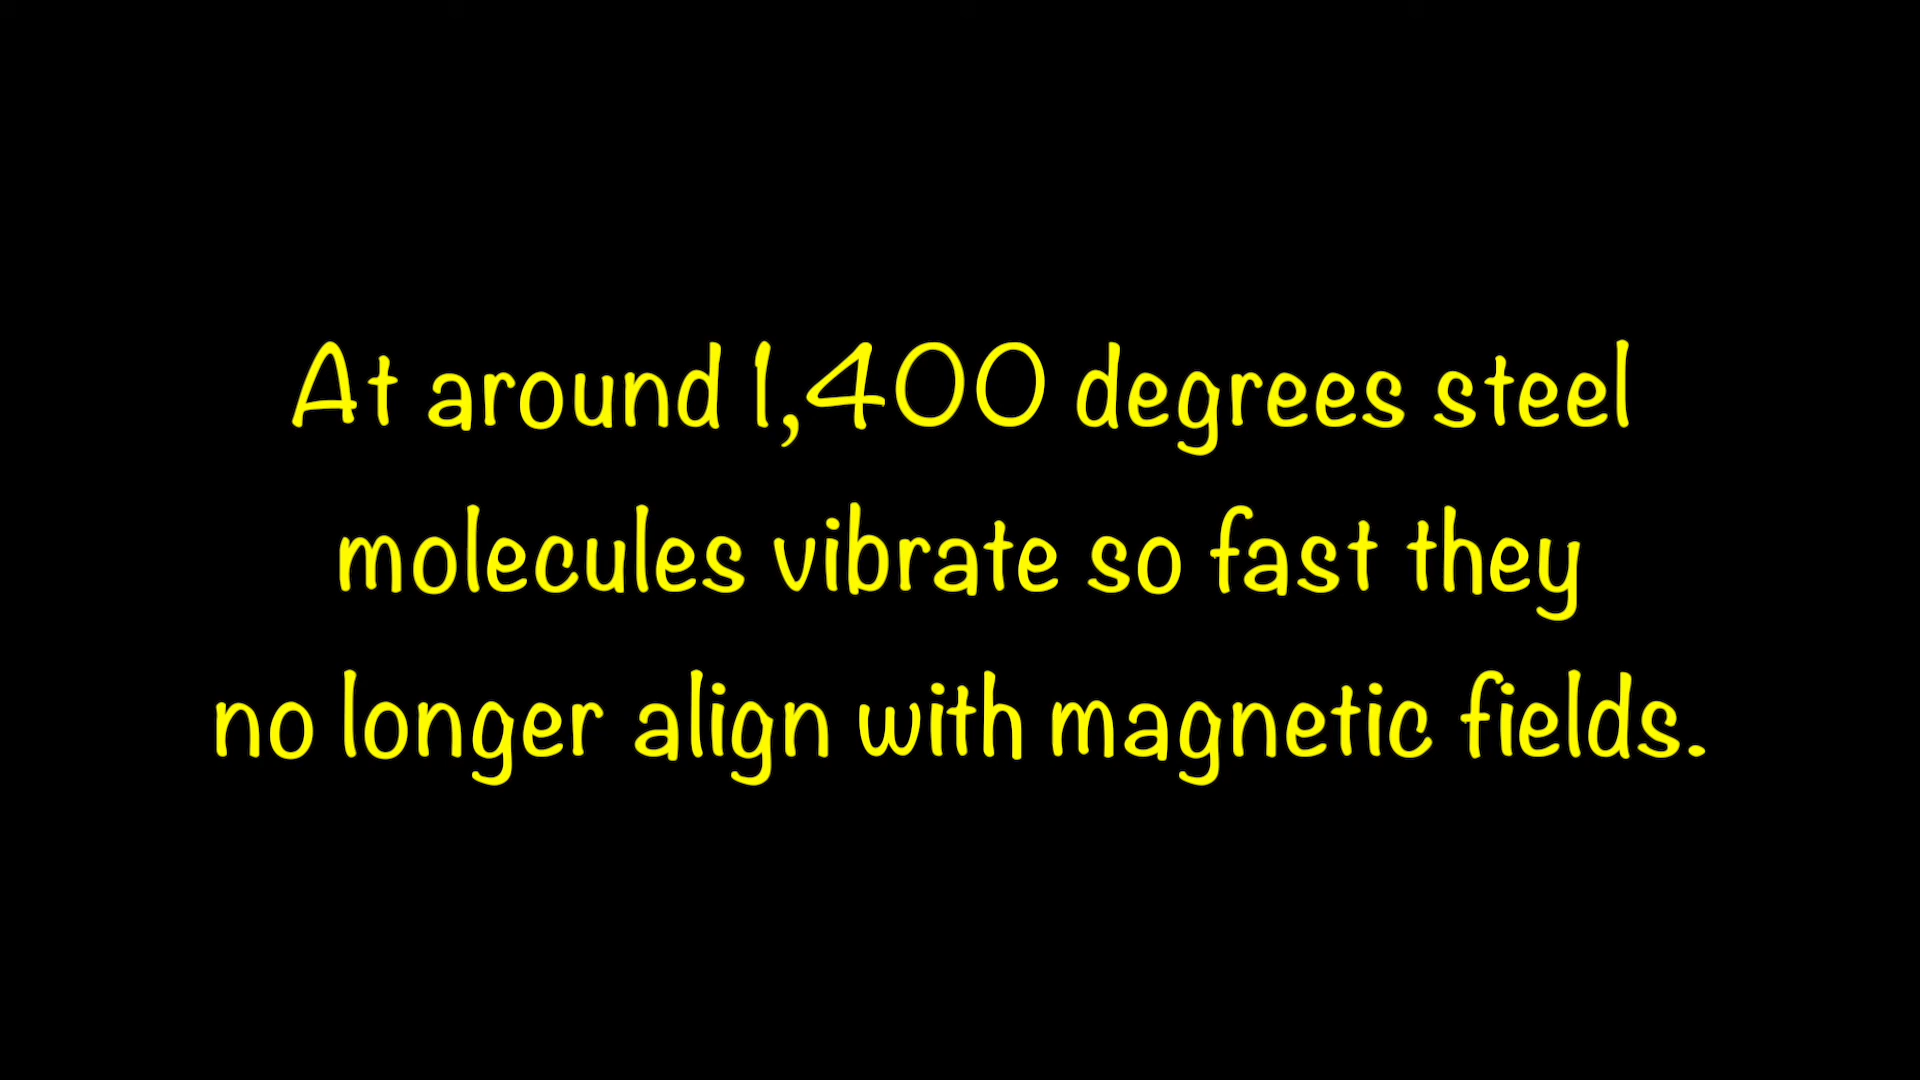 At around 1,400 degrees steel
molecules vibrate so fast they
no longer align with magnetic fields.